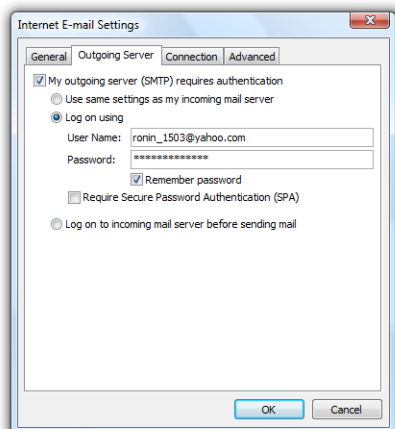 Internet E-mail Settings
General Outgoing Server Connection Advanced
My outgoing server (SMTP) requires authentication
Use same settings as my incoming mail server
Log on using
User Name: ronin_1503@yahoo.com
Password: *************
Remember password
Require Secure Password Authentication (SPA)
Log on to incoming mail server before sending mail
OK Cancel